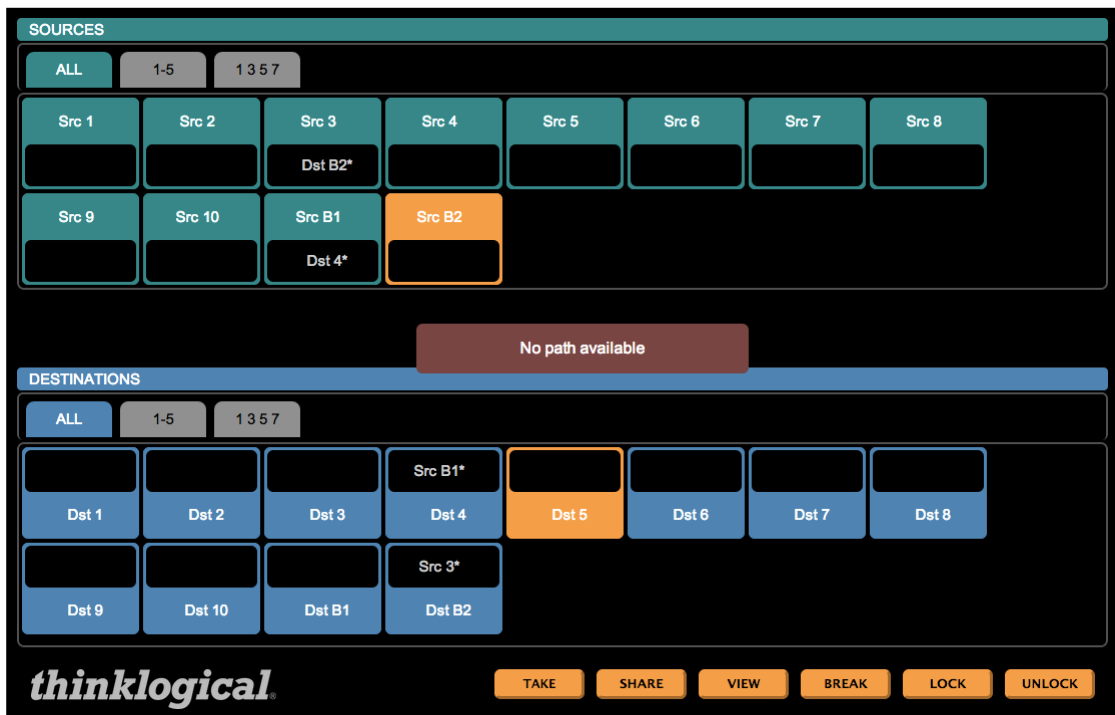 SOURCES
ALL 1-5 1 3 5 7
Src 1 Src 2 Src 3 Src 4 Src 5 Src 6 Src 7 Src 8
Dst B2*
Src 9 Src 10 Src B1 Src B2
Dst 4*
No path available
DESTINATIONS
ALL 1-5 1 3 5 7
Src B1*
Dst 1 Dst 2 Dst 3 Dst 4 Dst 5 Dst 6 Dst 7 Dst 8
Src 3*
Dst 9 Dst 10 Dst B1 Dst B2
thinklogical® TAKE SHARE VIEW BREAK LOCK UNLOCK